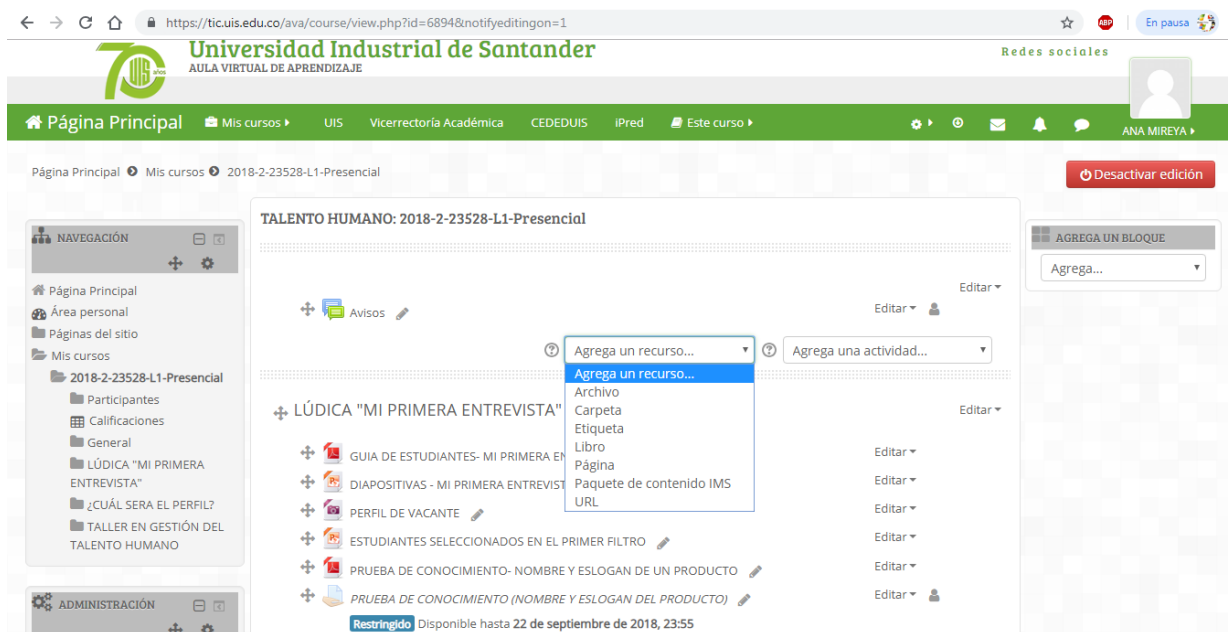 https://tic.uis.edu.co/ava/course/view.php?id=6894&notifyeditingon=1
ABP
En pausa
70 UIS años
Universidad Industrial de Santander
AULA VIRTUAL DE APRENDIZAJE
Redes sociales
Página Principal Mis cursos UIS Vicerrectoría Académica CEDEDUIS iPred Este curso ANA MIREYA
Página Principal Mis cursos 2018-2-23528-L1-Presencial
Desactivar edición
NAVEGACIÓN
Página Principal
Área personal
Páginas del sitio
Mis cursos
2018-2-23528-L1-Presencial
Participantes
Calificaciones
General
LÚDICA "MI PRIMERA
ENTREVISTA"
¿CUÁL SERA EL PERFIL?
TALLER EN GESTIÓN DEL
TALENTO HUMANO
ADMINISTRACIÓN
TALENTO HUMANO: 2018-2-23528-L1-Presencial
Editar
Avisos Editar
Agrega un recurso... Agrega una actividad...
Agrega un recurso...
Archivo
Carpeta
Etiqueta
Libro
Página
Paquete de contenido IMS
URL
LÚDICA "MI PRIMERA ENTREVISTA" Editar
GUIA DE ESTUDIANTES- MI PRIMERA Editar
DIAPOSITIVAS - MI PRIMERA ENTREVIST Editar
PERFIL DE VACANTE Editar
ESTUDIANTES SELECCIONADOS EN EL PRIMER FILTRO Editar
PRUEBA DE CONOCIMIENTO- NOMBRE Y ESLOGAN DE UN PRODUCTO Editar
PRUEBA DE CONOCIMIENTO (NOMBRE Y ESLOGAN DEL PRODUCTO) Editar
Restringido Disponible hasta 22 de septiembre de 2018, 23:55
AGREGA UN BLOQUE
Agrega...